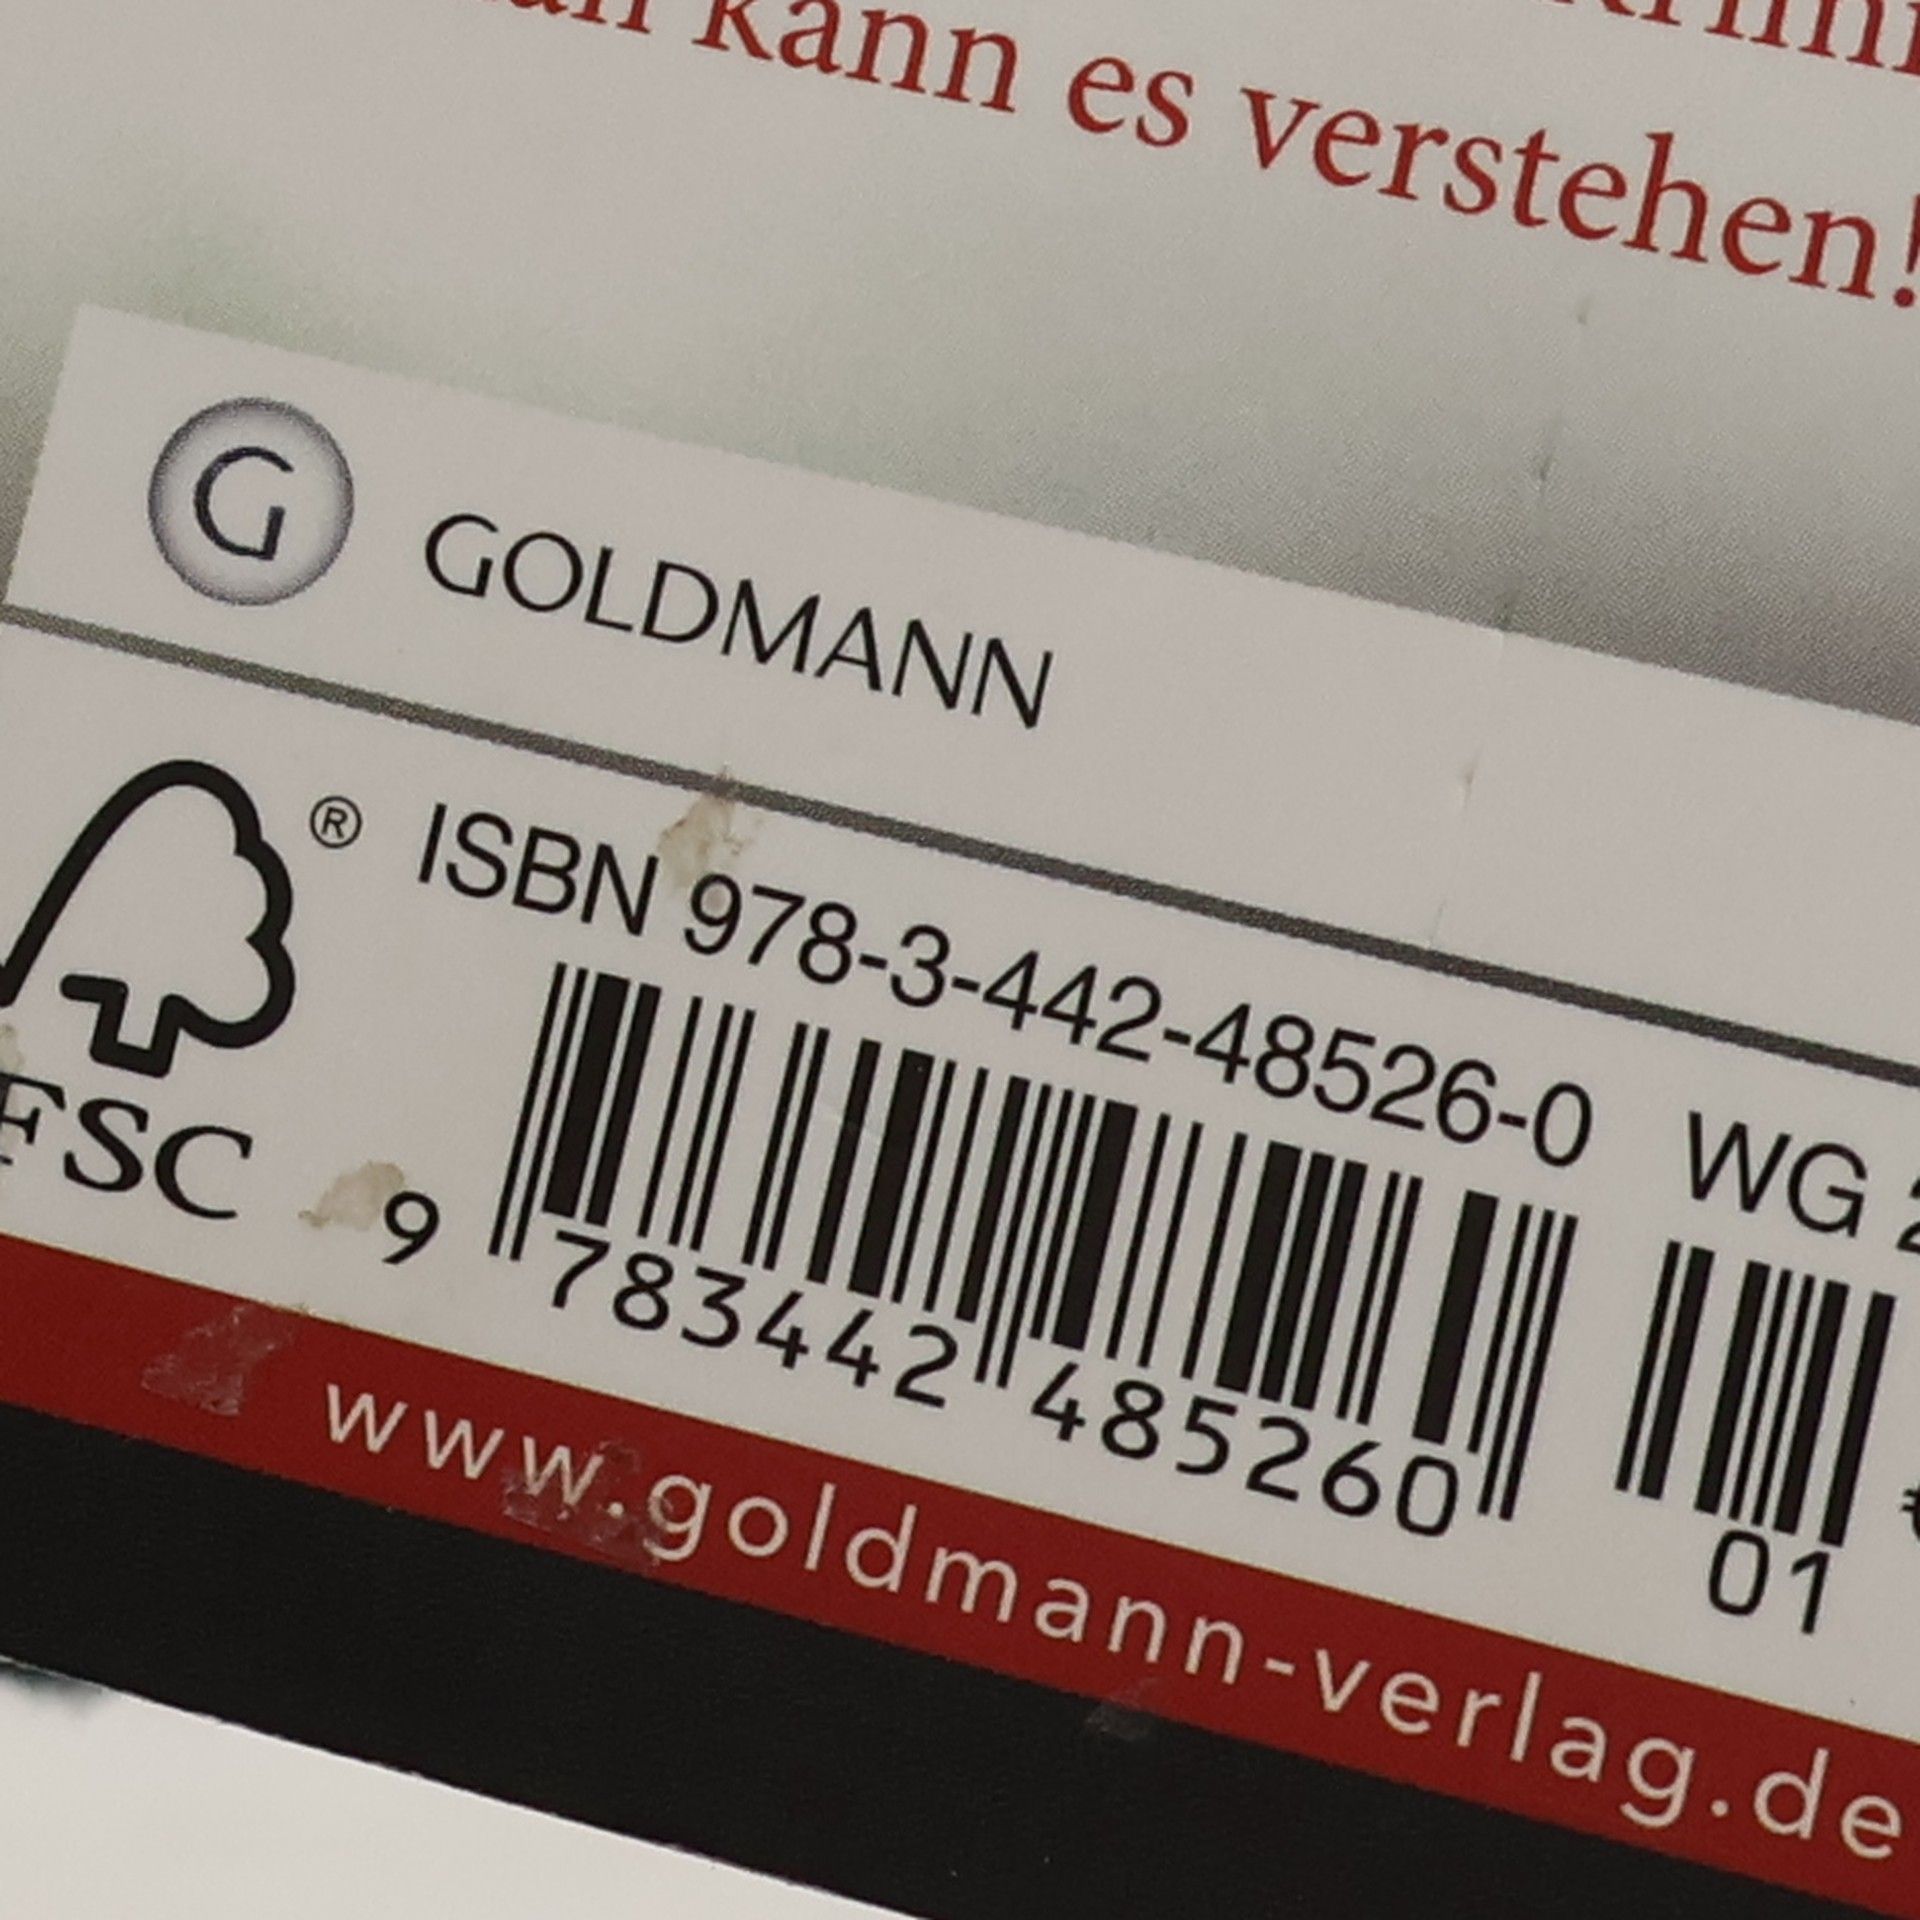 kann es verstehen!
G GOLDMANN
® ISBN 978-3-442-48526-0 WG
FSC
9 783442 485260
01
www.goldmann-verlag.de